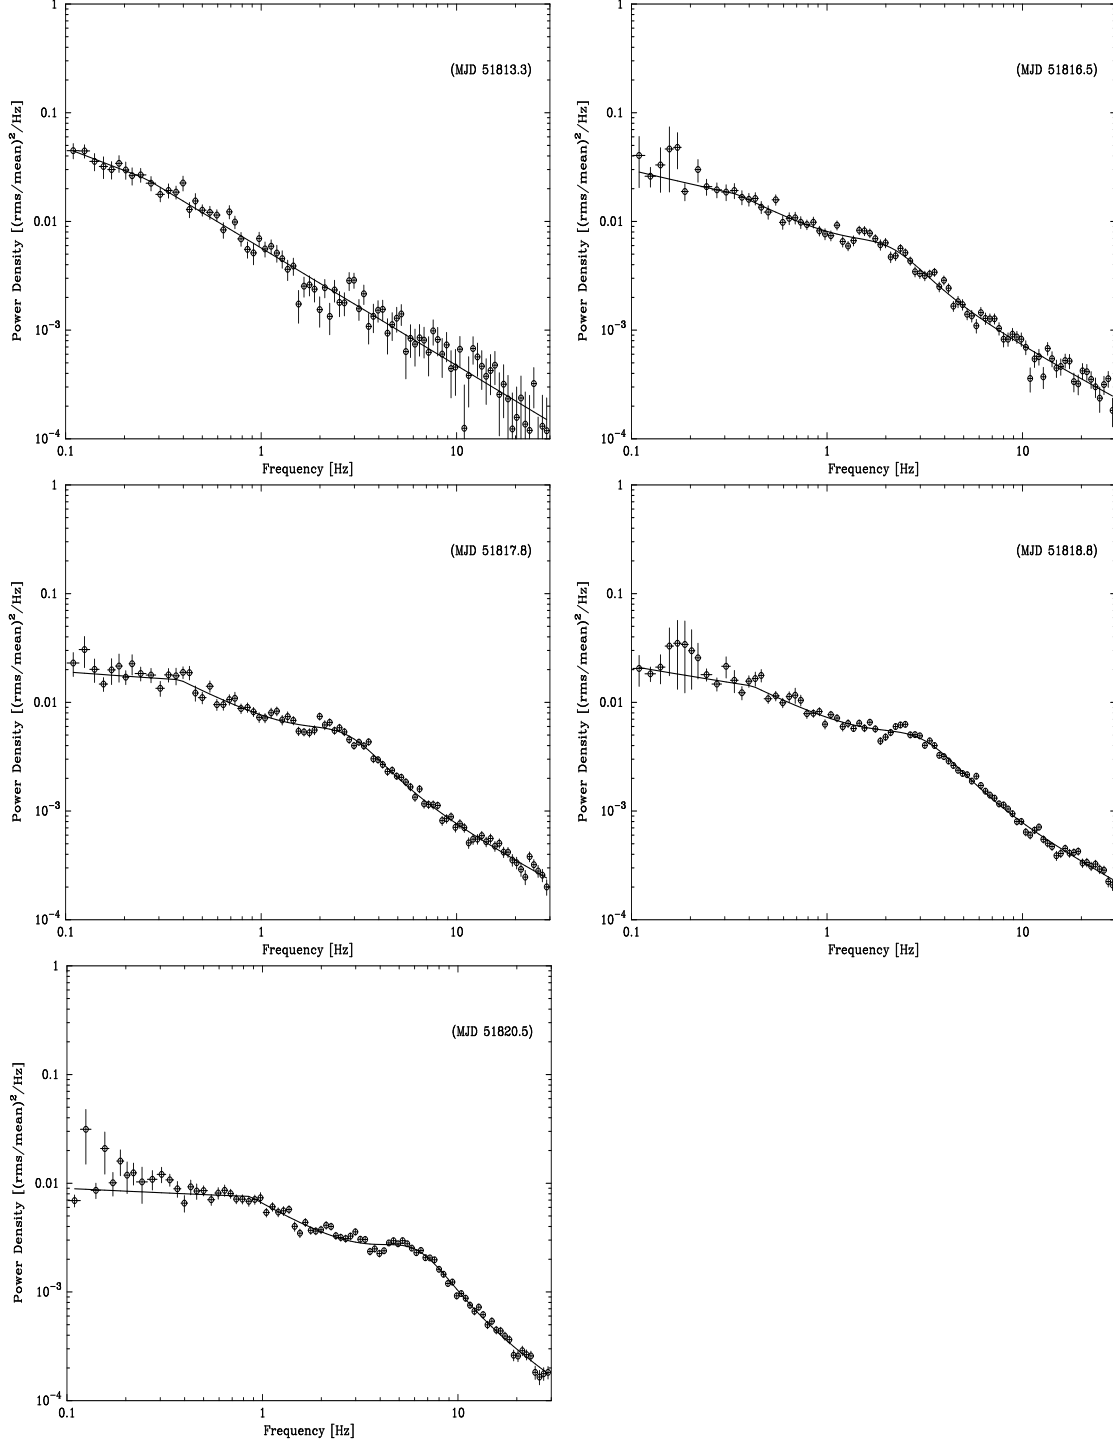 1
0.1
0.01
10⁻³
10⁻⁴
0.1 1 10
Frequency [Hz]
Power Density [(rms/mean)²/Hz]
(MJD 51813.3)
1
0.1
0.01
10⁻³
10⁻⁴
0.1 1 10
Frequency [Hz]
Power Density [(rms/mean)²/Hz]
(MJD 51816.5)
1
0.1
0.01
10⁻³
10⁻⁴
0.1 1 10
Frequency [Hz]
Power Density [(rms/mean)²/Hz]
(MJD 51817.8)
1
0.1
0.01
10⁻³
10⁻⁴
0.1 1 10
Frequency [Hz]
Power Density [(rms/mean)²/Hz]
(MJD 51818.8)
1
0.1
0.01
10⁻³
10⁻⁴
0.1 1 10
Frequency [Hz]
Power Density [(rms/mean)²/Hz]
(MJD 51820.5)